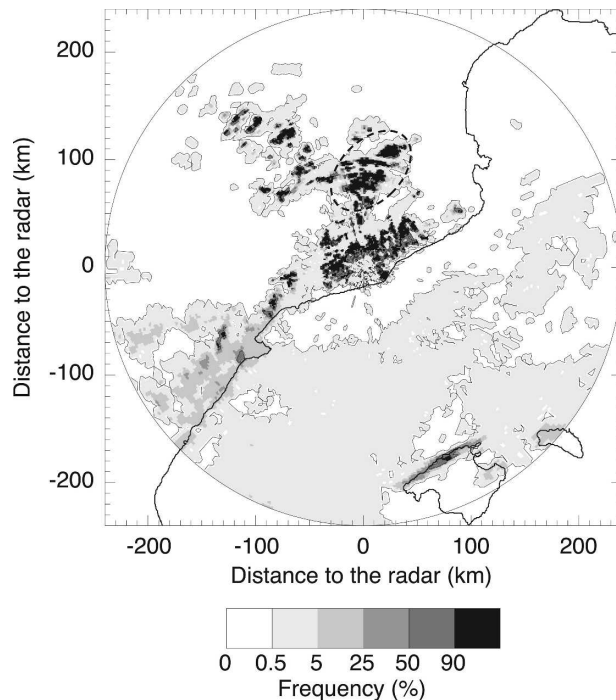 200
100
0
-100
-200
Distance to the radar (km)
-200 -100 0 100 200
Distance to the radar (km)
0 0.5 5 25 50 90
Frequency (%)